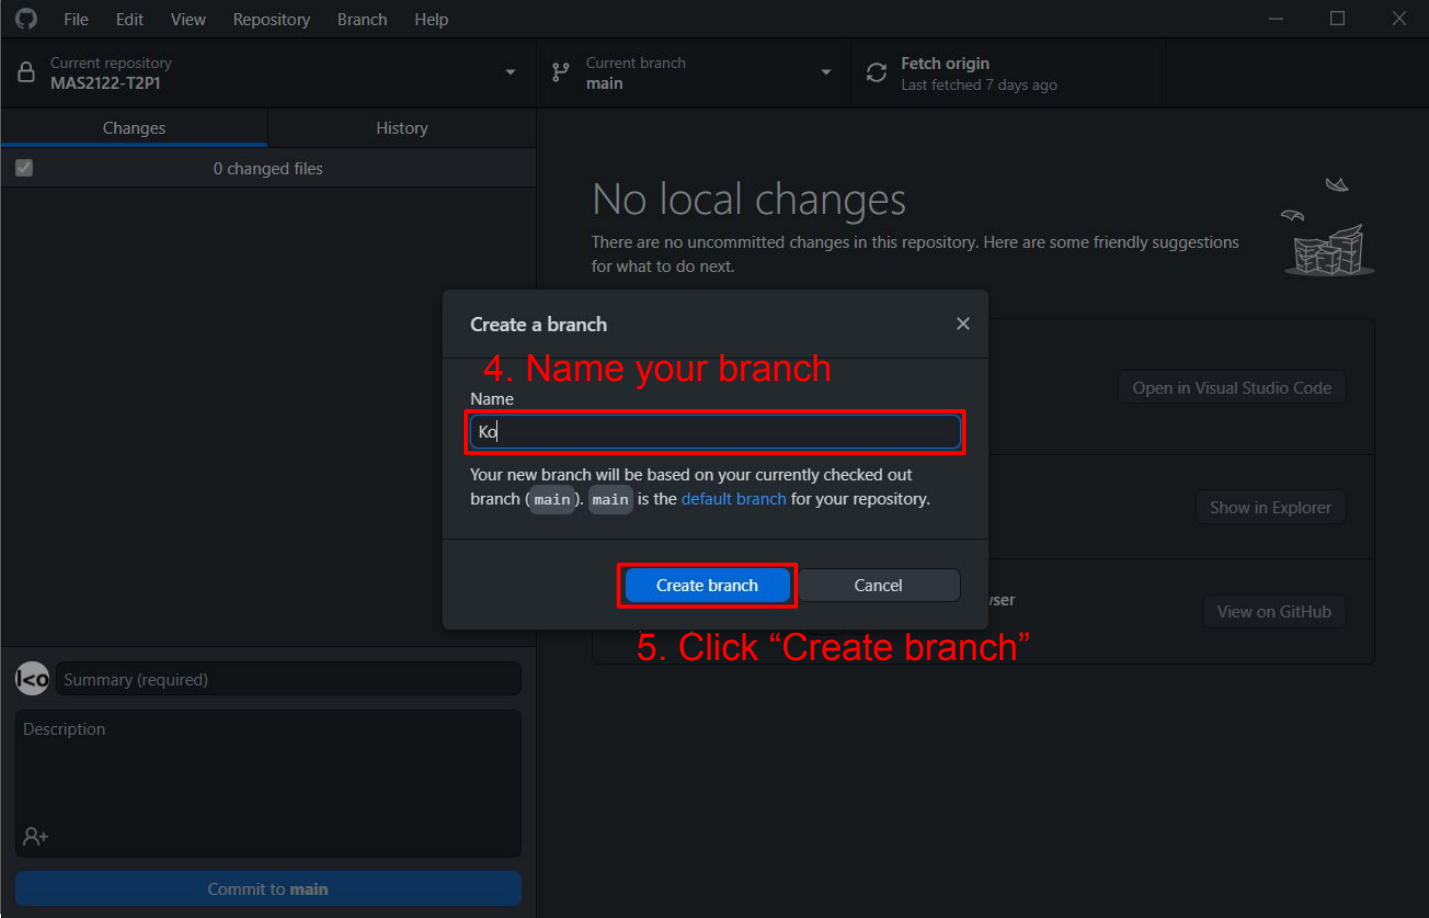 File Edit View Repository Branch Help
Current repository
MAS2122-T2P1
Current branch
main
Fetch origin
Last fetched 7 days ago
Changes
History
0 changed files
No local changes
There are no uncommitted changes in this repository. Here are some friendly suggestions
for what to do next.
Create a branch
4. Name your branch
Name
Ko
Your new branch will be based on your currently checked out
branch (main). main is the default branch for your repository.
Create branch
Cancel
5. Click “Create branch”
Open in Visual Studio Code
Show in Explorer
View on GitHub
ko
Summary (required)
Description
Commit to main